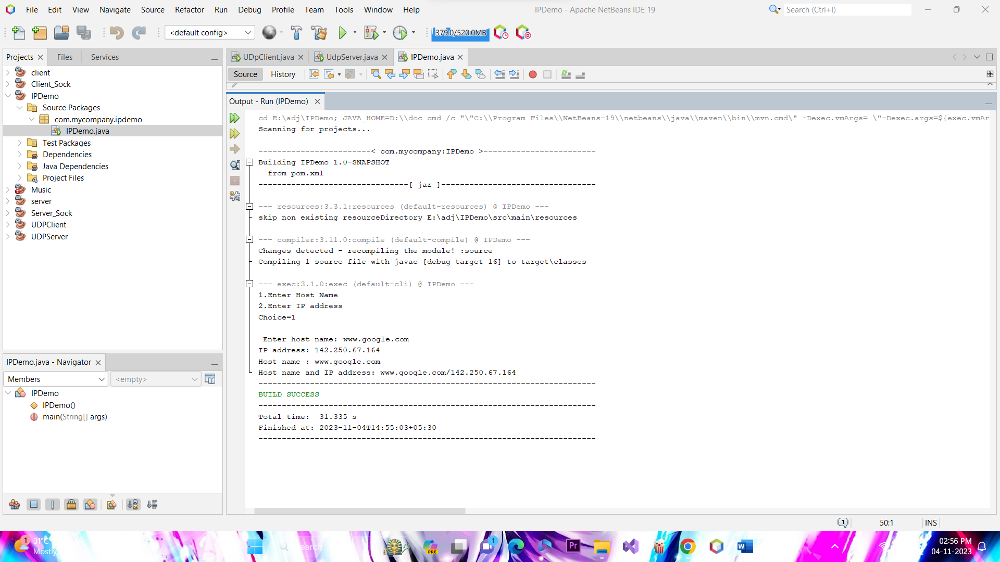 File Edit View Navigate Source Refactor Run Debug Profile Team Tools Window Help
IPDemo - Apache NetBeans IDE 19
Search (Ctrl+I)
<default config>
379.0/520.0MB
Projects Files Services
client
Client_Sock
IPDemo
Source Packages
com.mycompany.ipdemo
IPDemo.java
Test Packages
Dependencies
Java Dependencies
Project Files
Music
server
Server_Sock
UDPClient
UDPServer
IPDemo.java - Navigator
Members
<empty>
IPDemo
IPDemo()
main(String[] args)
UDpClient.java UdpServer.java IPDemo.java
Source History
Output - Run (IPDemo)
cd E:\adj\IPDemo; JAVA_HOME=D:\\doc cmd /c "\"C:\\Program Files\\NetBeans-19\\netbeans\\java\\maven\\bin\\mvn.cmd\" -Dexec.vmArgs= \"-Dexec.args=${exec.vmAr
Scanning for projects...
------------------------< com.mycompany:IPDemo >------------------------
Building IPDemo 1.0-SNAPSHOT
from pom.xml
--------------------------------[ jar ]---------------------------------
--- resources:3.3.1:resources (default-resources) @ IPDemo ---
skip non existing resourceDirectory E:\adj\IPDemo\src\main\resources
--- compiler:3.11.0:compile (default-compile) @ IPDemo ---
Changes detected - recompiling the module! :source
Compiling 1 source file with javac [debug target 16] to target\classes
--- exec:3.1.0:exec (default-cli) @ IPDemo ---
1.Enter Host Name
2.Enter IP address
Choice=1
Enter host name: www.google.com
IP address: 142.250.67.164
Host name : www.google.com
Host name and IP address: www.google.com/142.250.67.164
------------------------------------------------------------------------
BUILD SUCCESS
------------------------------------------------------------------------
Total time:  31.335 s
Finished at: 2023-11-04T14:55:03+05:30
------------------------------------------------------------------------
1
50:1
INS
1
31°C
Mostly
Search
PRE
1
Pr
W
02:56 PM
04-11-2023